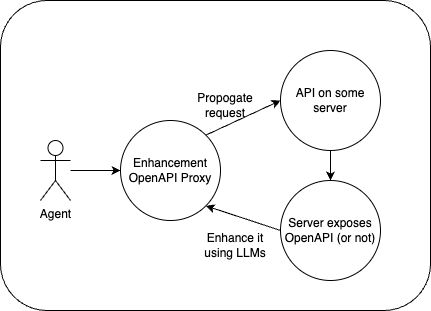 Propogate
request
API on some
server
Enhancement
OpenAPI Proxy
Agent
Server exposes
OpenAPI (or not)
Enhance it
using LLMs